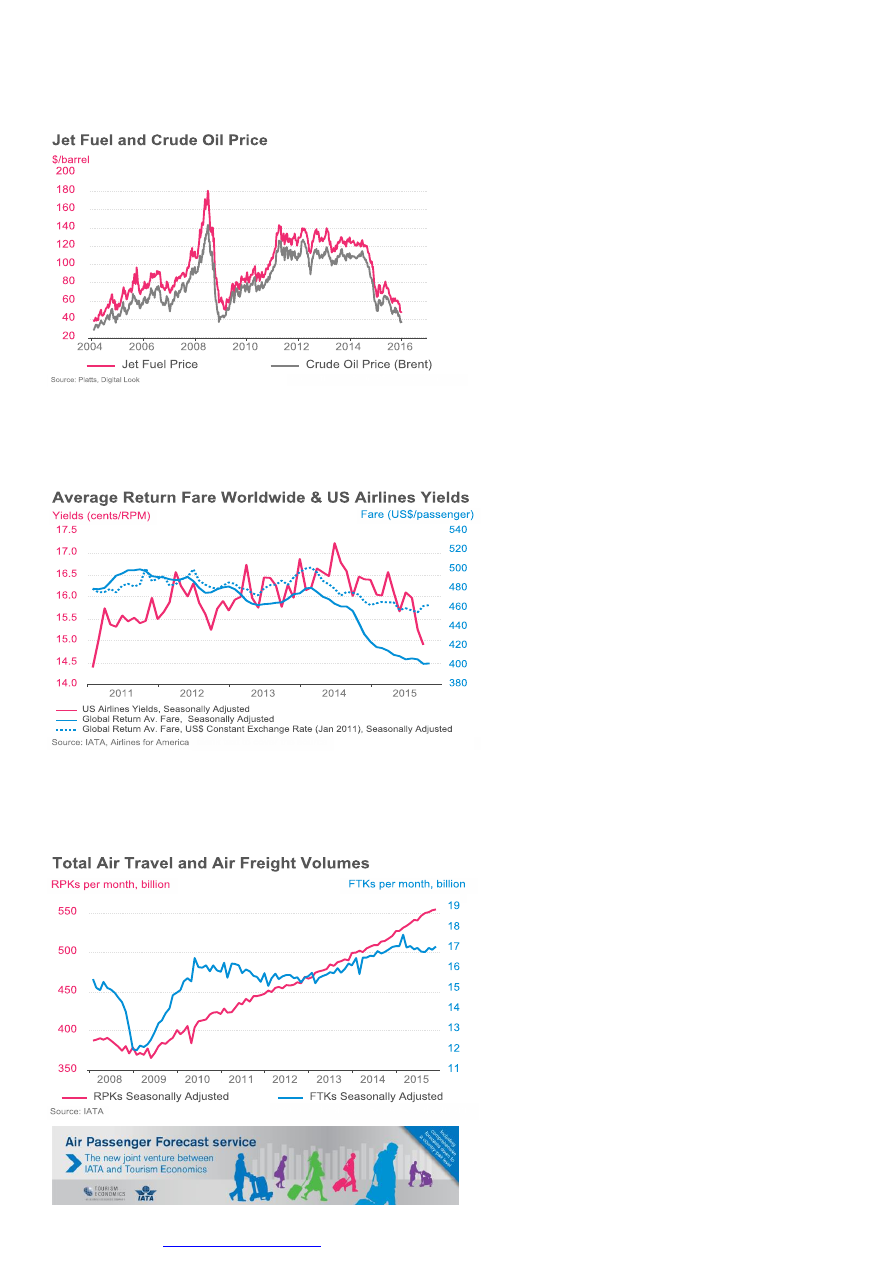 Jet Fuel and Crude Oil Price
$/barrel
200
180
160
140
120
100
80
60
40
20
2004 2006 2008 2010 2012 2014 2016
Jet Fuel Price Crude Oil Price (Brent)
Source: Platts, Digital Look
Average Return Fare Worldwide & US Airlines Yields
Yields (cents/RPM) Fare (US$/passenger)
17.5 540
17.0 520
16.5 500
16.0 480
15.5 460
15.0 440
14.5 420
14.0 400
380
2011 2012 2013 2014 2015
US Airlines Yields, Seasonally Adjusted
Global Return Av. Fare, Seasonally Adjusted
Global Return Av. Fare, US$ Constant Exchange Rate (Jan 2011), Seasonally Adjusted
Source: IATA, Airlines for America
Total Air Travel and Air Freight Volumes
RPKs per month, billion FTKs per month, billion
550 19
18
500 17
16
450 15
14
400 13
12
350 11
2008 2009 2010 2011 2012 2013 2014 2015
RPKs Seasonally Adjusted FTKs Seasonally Adjusted
Source: IATA
Air Passenger Forecast service
The new joint venture between
IATA and Tourism Economics
TOURISM
ECONOMICS
IATA